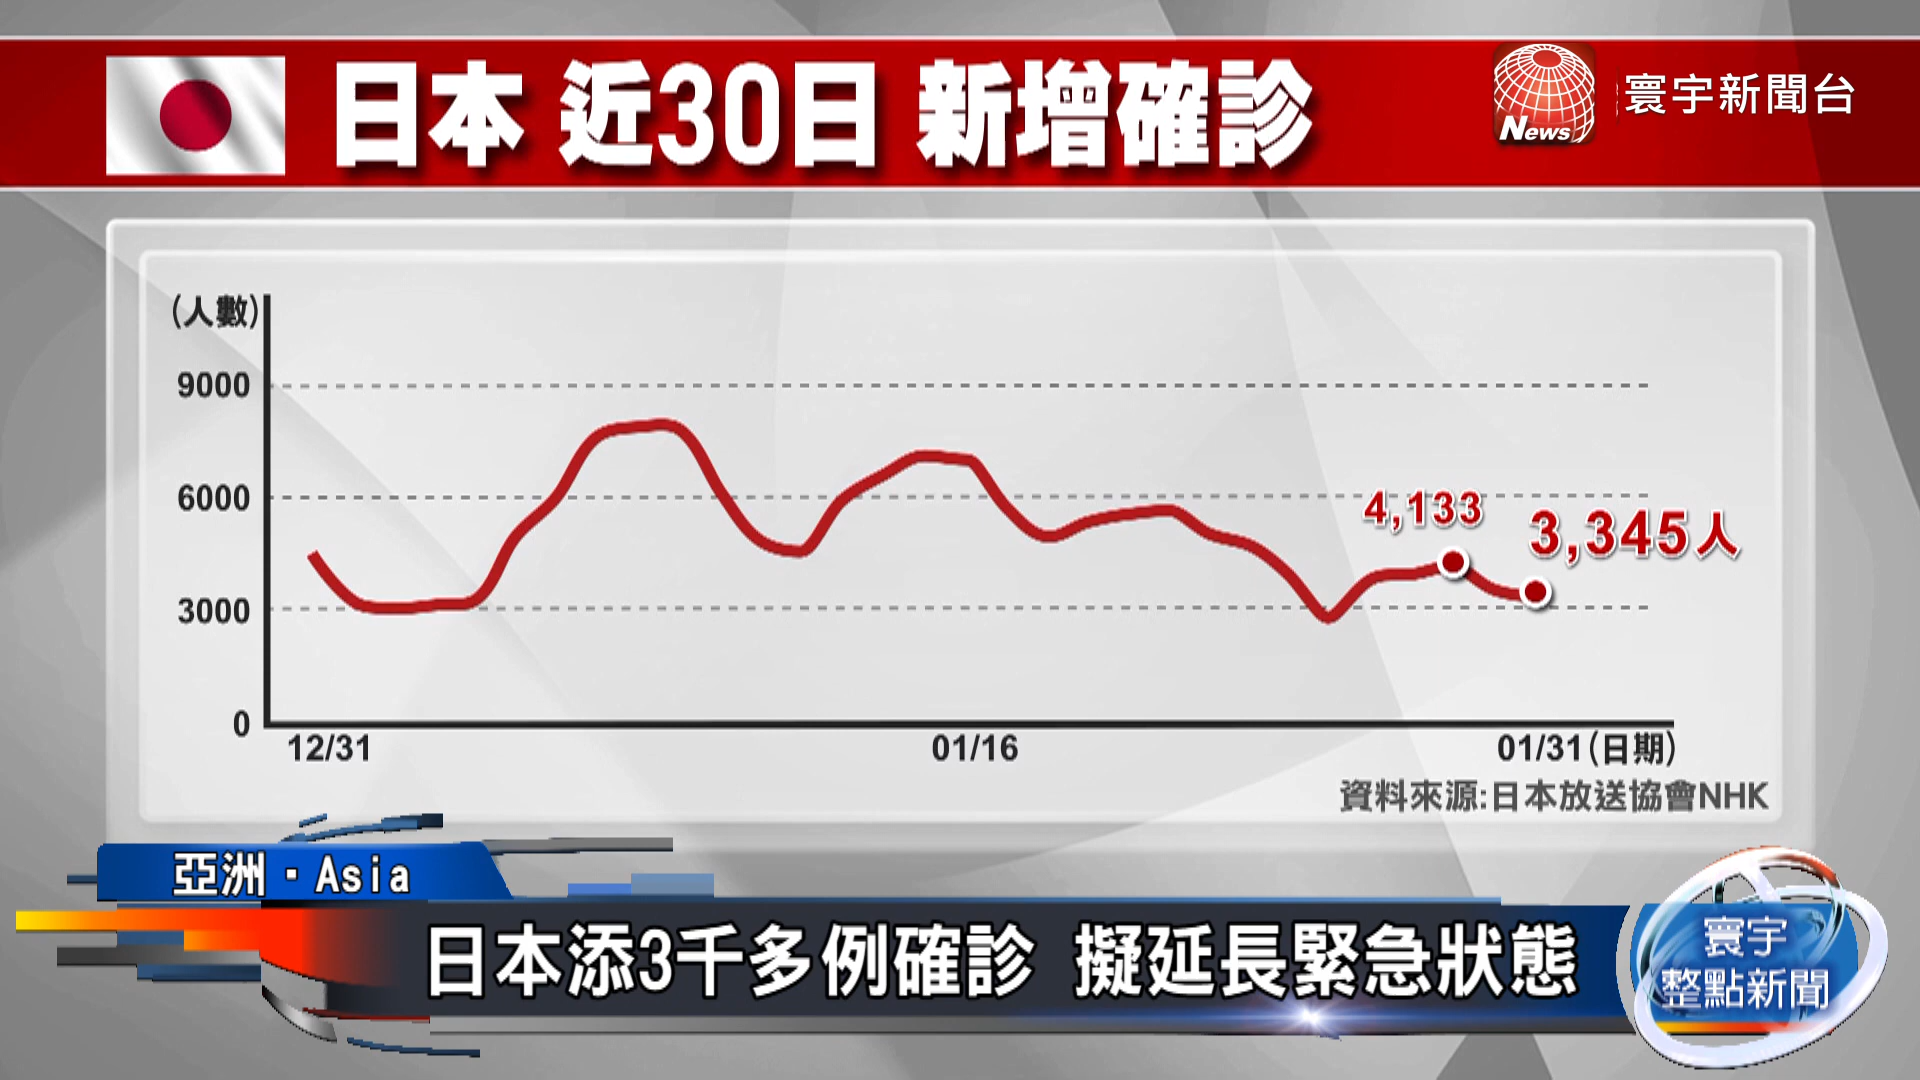 日本 近30日 新增確診
News
寰宇新聞台
(人數)
9000
6000
3000
0
4,133
3,345人
12/31
01/16
01/31(日期)
資料來源:日本放送協會NHK
亞洲・Asia
日本添3千多例確診 擬延長緊急狀態
寰宇
整點新聞